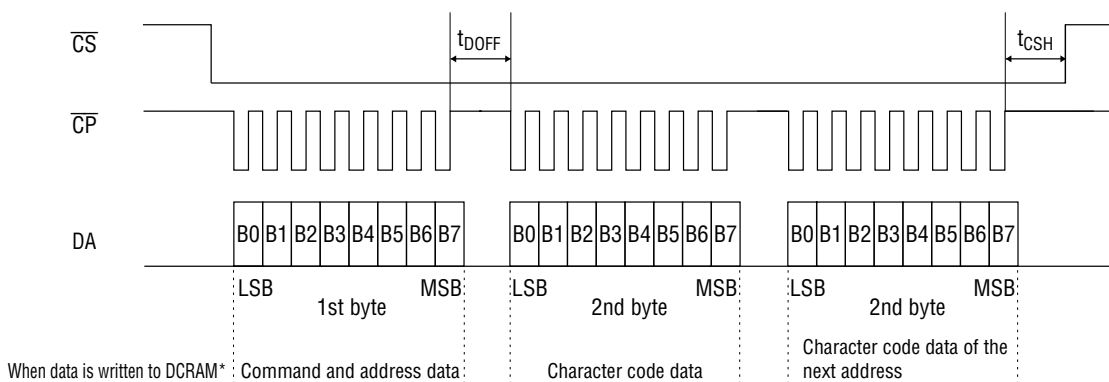 CS
tDOFF
tCSH
CP
DA
B0 B1 B2 B3 B4 B5 B6 B7
B0 B1 B2 B3 B4 B5 B6 B7
B0 B1 B2 B3 B4 B5 B6 B7
LSB MSB
1st byte
LSB MSB
2nd byte
LSB MSB
2nd byte
When data is written to DCRAM*
Command and address data
Character code data
Character code data of the
next address